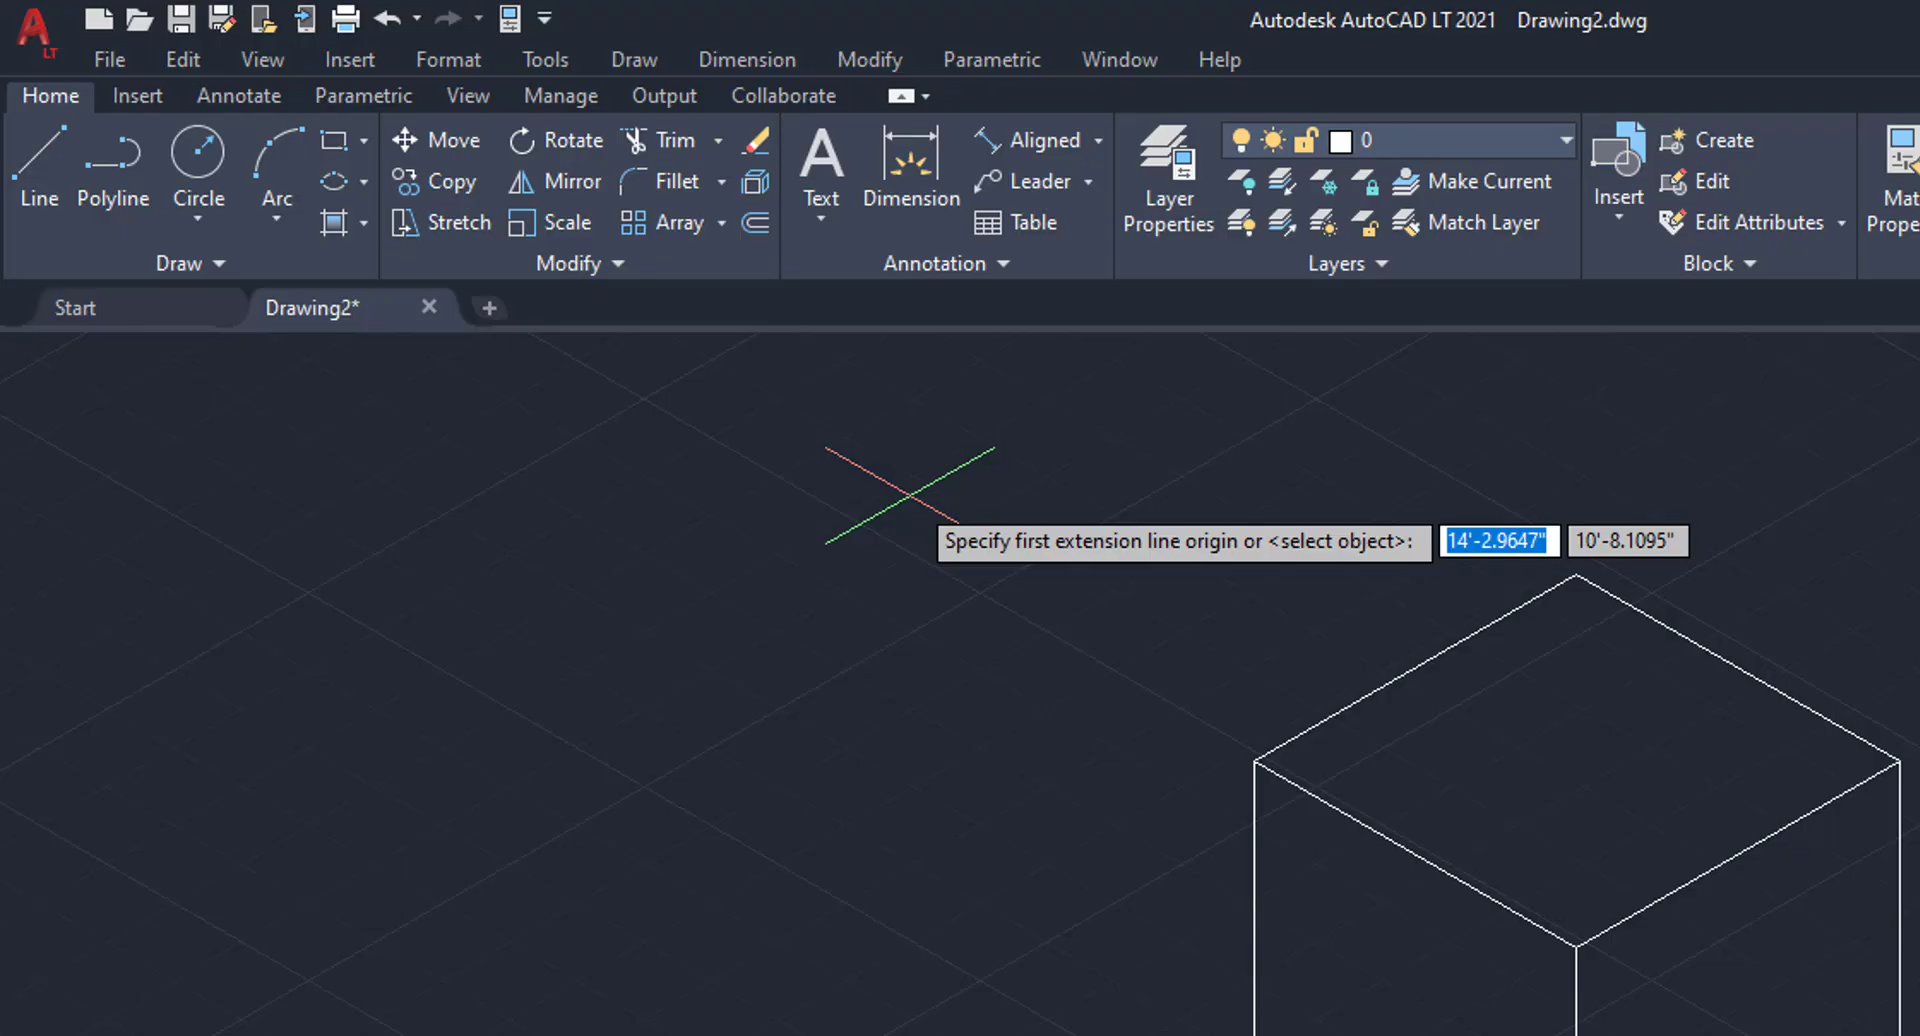 LT
Autodesk AutoCAD LT 2021 Drawing2.dwg
File Edit View Insert Format Tools Draw Dimension Modify Parametric Window Help
Home Insert Annotate Parametric View Manage Output Collaborate
Move Rotate Trim Aligned 0 Create
Copy Mirror Fillet Leader Make Current Edit
Line Polyline Circle Arc Text Dimension Layer Properties Insert
Stretch Scale Array Table Match Layer Edit Attributes
Draw Modify Annotation Layers Block
Start Drawing2* +
Specify first extension line origin or <select object>: 14'-2.9647" 10'-8.1095"